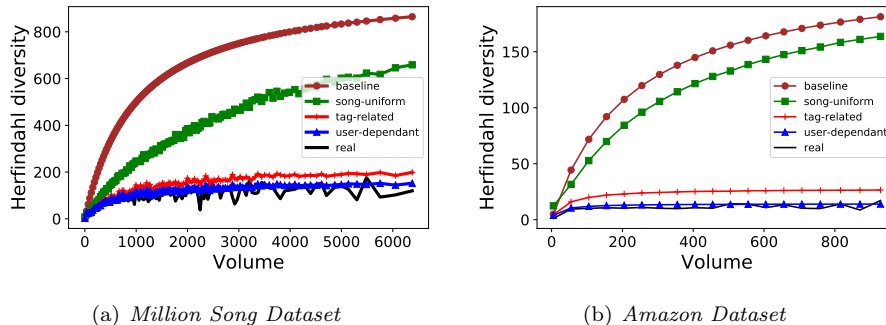 800
600
400
200
0
Herfindahl diversity
baseline
song-uniform
tag-related
user-dependant
real
0 1000 2000 3000 4000 5000 6000
Volume
(a) Million Song Dataset
150
100
50
0
Herfindahl diversity
baseline
song-uniform
tag-related
user-dependant
real
0 200 400 600 800
Volume
(b) Amazon Dataset